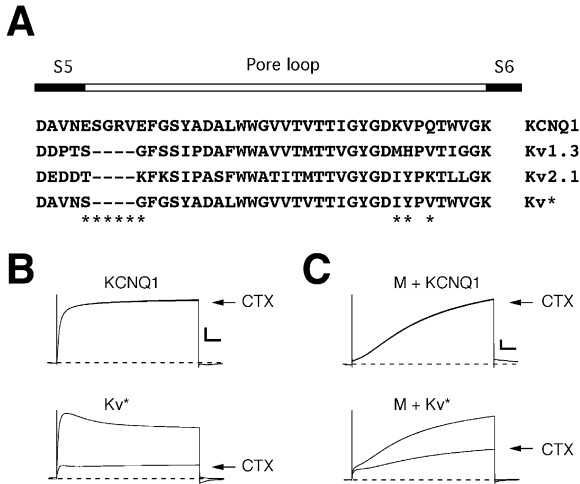 A
S5 Pore loop S6
DAVNESGRVEFGSYADALWWGVVTVTTIGYGDKVPQTWVGK KCNQ1
DDPTS----GFSSIPDAFWWAVVTMTTVGYGDMHPVTIGGK Kv1.3
DEDDT----KFKSIPASFWWATITMTTVGYGDIYPKTLLGK Kv2.1
DAVNS----GFGSYADALWWGVVTVTTIGYGDIYPVTWVGK Kv*
****** ** *
B
KCNQ1
CTX
Kv*
CTX
C
M + KCNQ1
CTX
M + Kv*
CTX